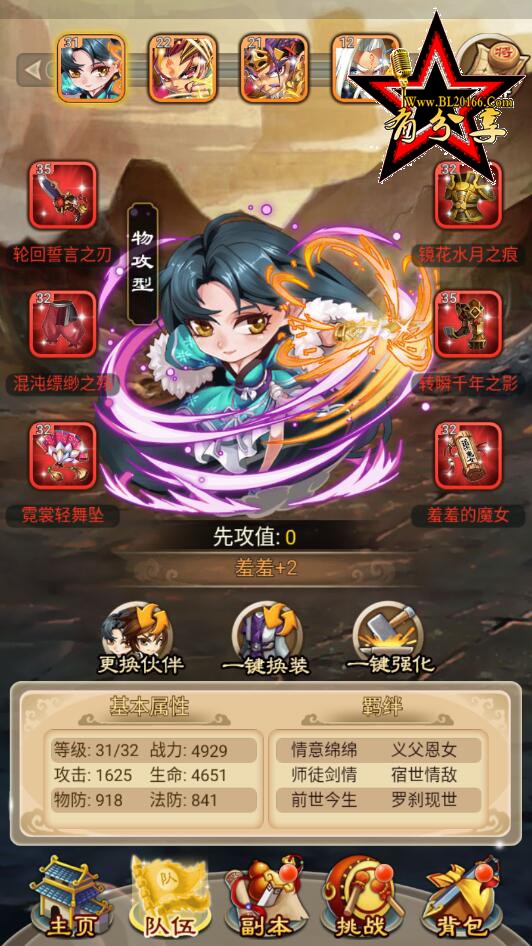 31
22
21
12
将
Www.BL20166.Com
有分享
35
轮回誓言之刃
物攻型
32
镜花水月之痕
32
混沌缥缈之殇
35
转瞬千年之影
32
霓裳轻舞坠
32
羞羞的魔女
先攻值: 0
羞羞+2
更换伙伴
一键换装
一键强化
基本属性
羁绊
等级: 31/32 战力: 4929
攻击: 1625 生命: 4651
物防: 918 法防: 841
情意绵绵 义父恩女
师徒剑情 宿世情敌
前世今生 罗刹现世
队
主页
队伍
副本
挑战
背包